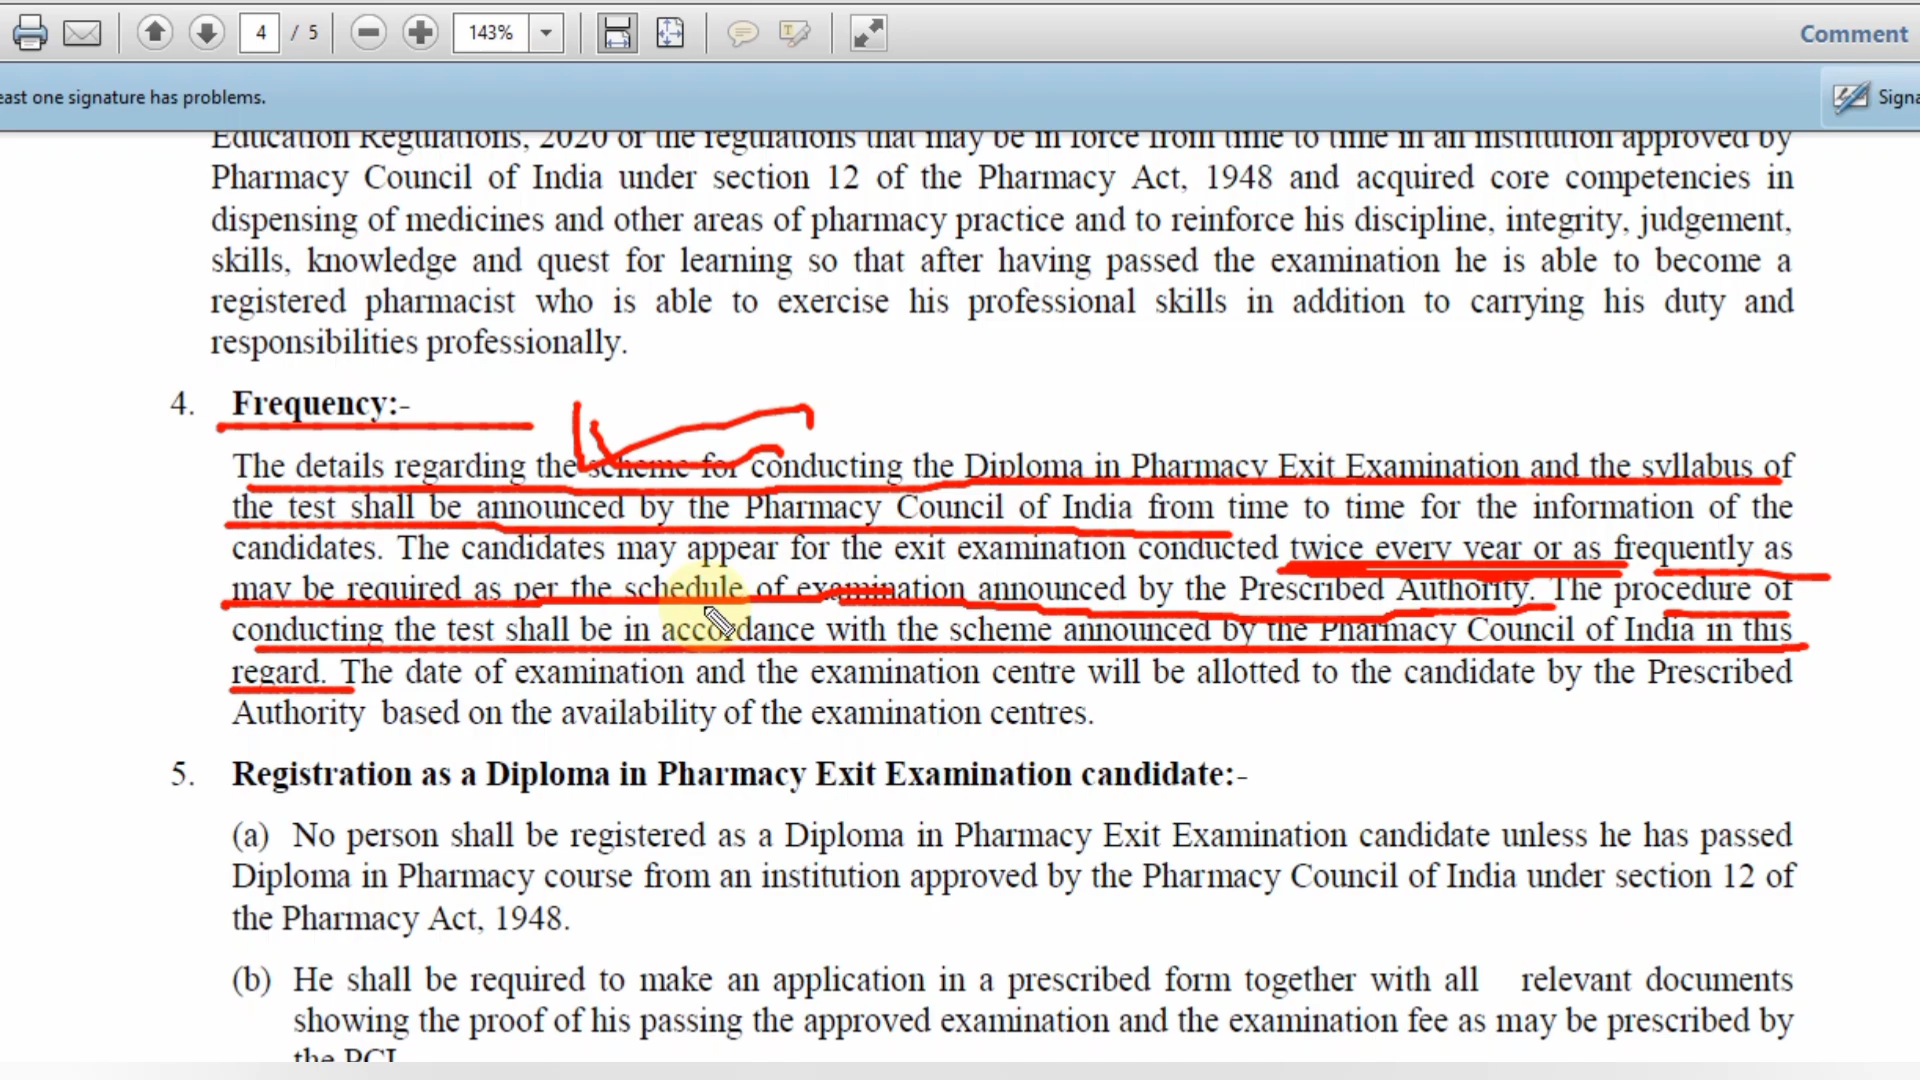 4 / 5
143%
Comment
east one signature has problems.
Signa
Education Regulations, 2020 or the regulations that may be in force from time to time in an institution approved by
Pharmacy Council of India under section 12 of the Pharmacy Act, 1948 and acquired core competencies in
dispensing of medicines and other areas of pharmacy practice and to reinforce his discipline, integrity, judgement,
skills, knowledge and quest for learning so that after having passed the examination he is able to become a
registered pharmacist who is able to exercise his professional skills in addition to carrying his duty and
responsibilities professionally.
4. Frequency:-
The details regarding the scheme for conducting the Diploma in Pharmacy Exit Examination and the syllabus of
the test shall be announced by the Pharmacy Council of India from time to time for the information of the
candidates. The candidates may appear for the exit examination conducted twice every year or as frequently as
may be required as per the schedule of examination announced by the Prescribed Authority. The procedure of
conducting the test shall be in accordance with the scheme announced by the Pharmacy Council of India in this
regard. The date of examination and the examination centre will be allotted to the candidate by the Prescribed
Authority based on the availability of the examination centres.
5. Registration as a Diploma in Pharmacy Exit Examination candidate:-
(a) No person shall be registered as a Diploma in Pharmacy Exit Examination candidate unless he has passed
Diploma in Pharmacy course from an institution approved by the Pharmacy Council of India under section 12 of
the Pharmacy Act, 1948.
(b) He shall be required to make an application in a prescribed form together with all relevant documents
showing the proof of his passing the approved examination and the examination fee as may be prescribed by
the PCI